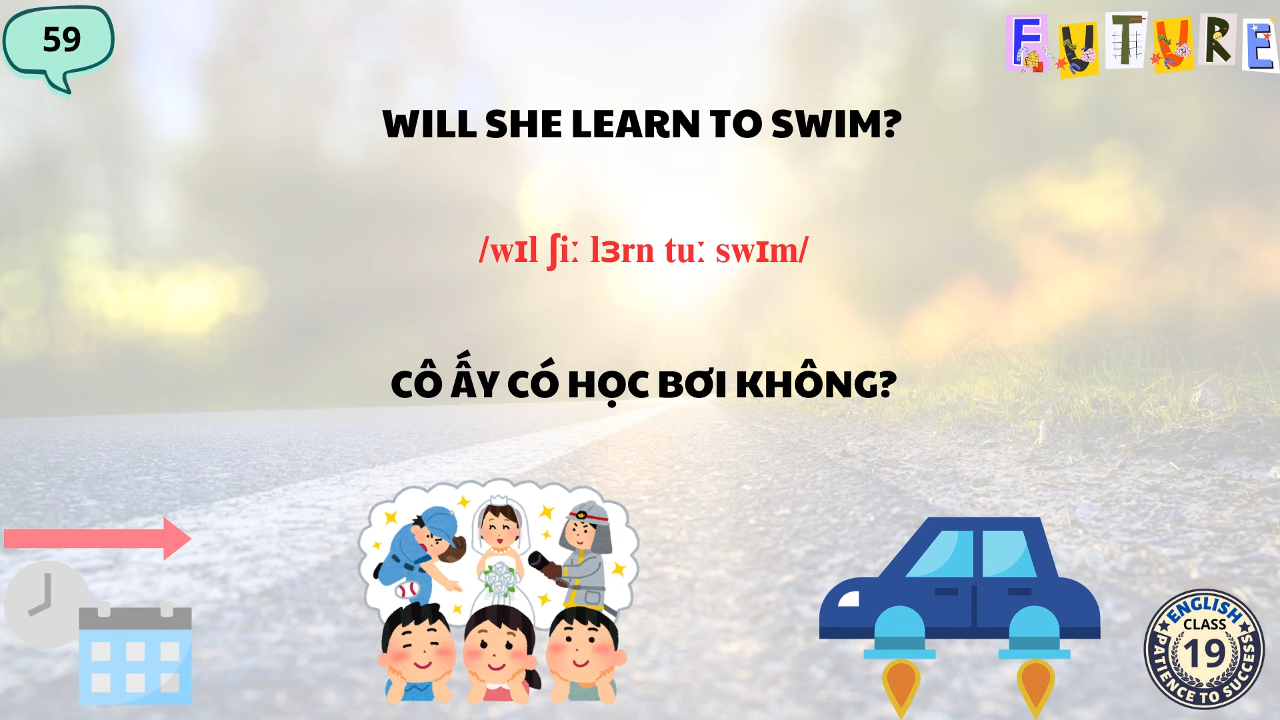 59
FUTURE
WILL SHE LEARN TO SWIM?
/wɪl ʃiː lɜrn tuː swɪm/
CÔ ẤY CÓ HỌC BƠI KHÔNG?
ENGLISH
CLASS
19
PATIENCE TO SUCCESS